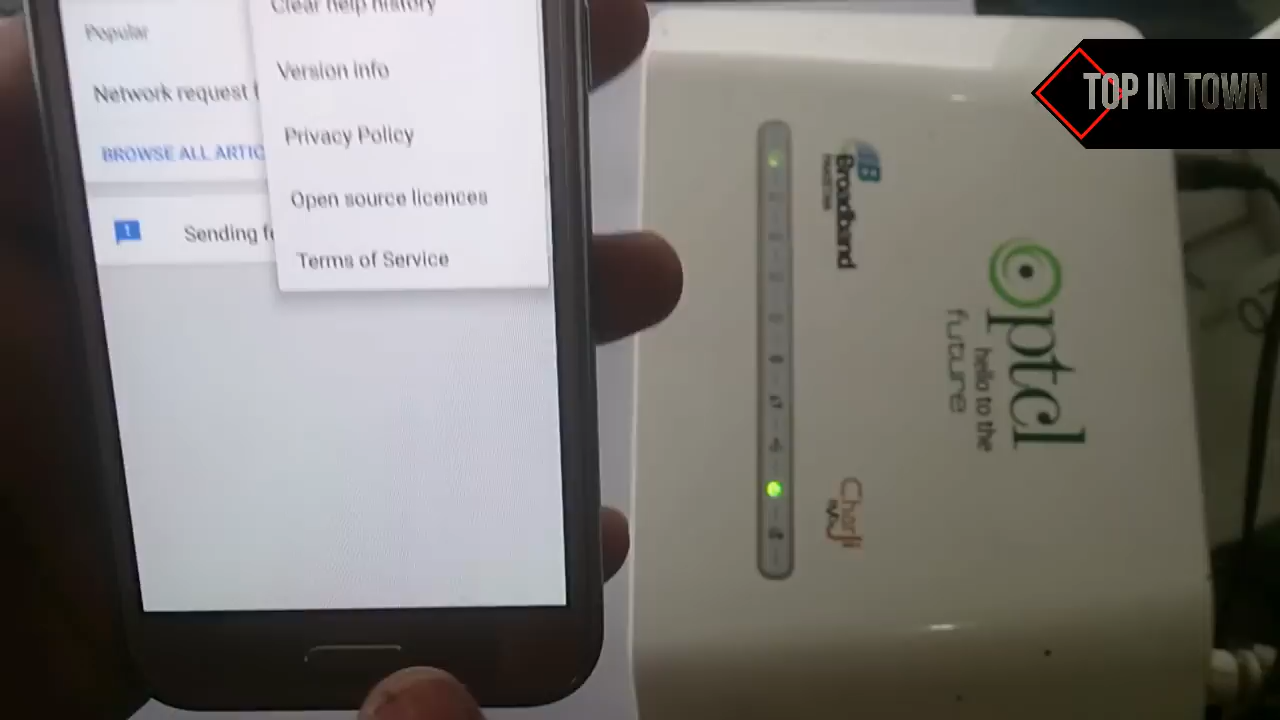 Clear help history
Popular
Version info
Network request
Privacy Policy
BROWSE ALL ARTIC
Open source licences
Sending fe
Terms of Service
Broadband
ptcl
hello to the
future
Charji
TOP IN TOWN